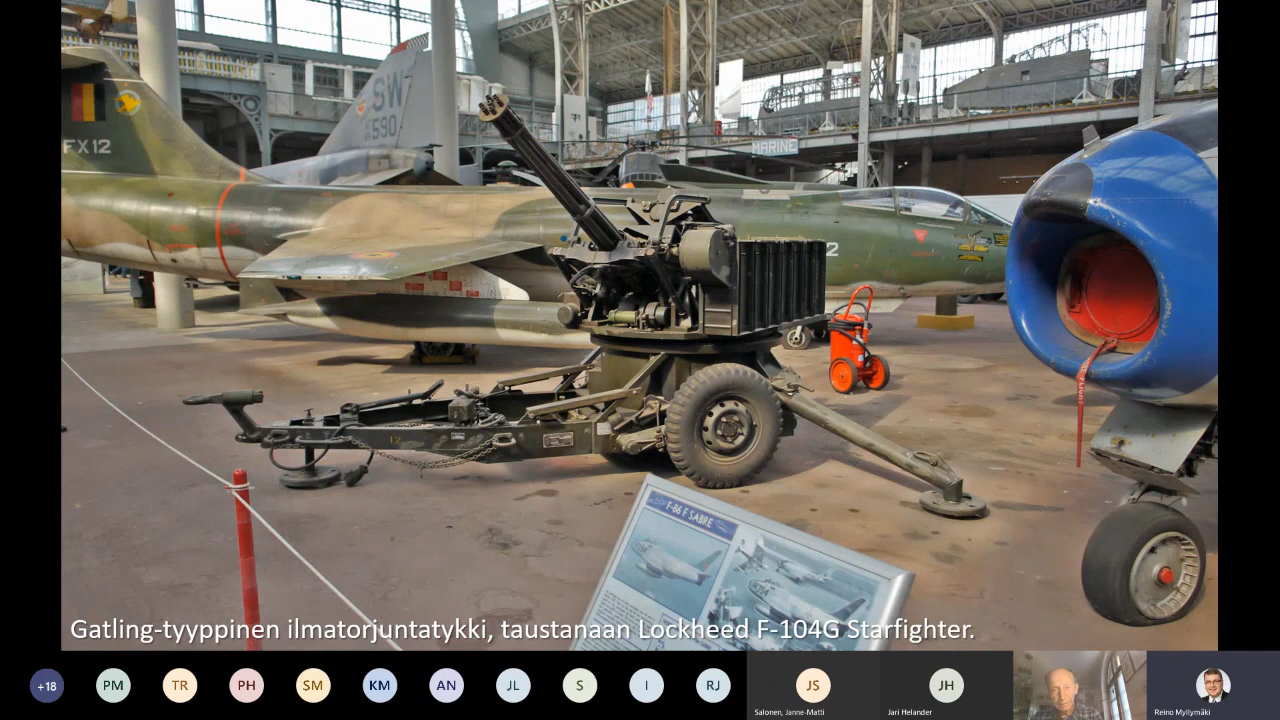 SW
590
FX12
MARINE
2
12
F-86 F SABRE
Gatling-tyyppinen ilmatorjuntatykki, taustanaan Lockheed F-104G Starfighter.
+18
PM
TR
PH
SM
KM
AN
JL
S
I
RJ
JS
JH
Salonen, Janne-Matti
Jari Helander
Reino Myllymäki